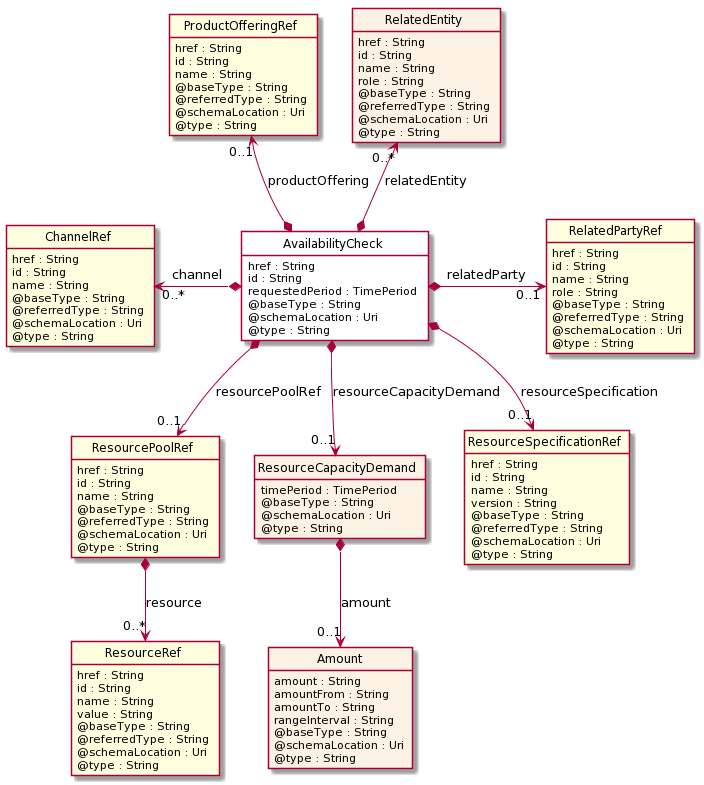 ProductOfferingRef
href : String
id : String
name : String
@baseType : String
@referredType : String
@schemaLocation : Uri
@type : String
RelatedEntity
href : String
id : String
name : String
role : String
@baseType : String
@referredType : String
@schemaLocation : Uri
@type : String
0..1
0..*
productOffering
relatedEntity
ChannelRef
href : String
id : String
name : String
@baseType : String
@referredType : String
@schemaLocation : Uri
@type : String
channel
0..*
AvailabilityCheck
href : String
id : String
requestedPeriod : TimePeriod
@baseType : String
@schemaLocation : Uri
@type : String
relatedParty
0..1
RelatedPartyRef
href : String
id : String
name : String
role : String
@baseType : String
@referredType : String
@schemaLocation : Uri
@type : String
resourcePoolRef
resourceCapacityDemand
resourceSpecification
0..1
0..1
0..1
ResourcePoolRef
href : String
id : String
name : String
@baseType : String
@referredType : String
@schemaLocation : Uri
@type : String
ResourceCapacityDemand
timePeriod : TimePeriod
@baseType : String
@schemaLocation : Uri
@type : String
ResourceSpecificationRef
href : String
id : String
name : String
version : String
@baseType : String
@referredType : String
@schemaLocation : Uri
@type : String
resource
0..*
amount
0..1
ResourceRef
href : String
id : String
name : String
value : String
@baseType : String
@referredType : String
@schemaLocation : Uri
@type : String
Amount
amount : String
amountFrom : String
amountTo : String
rangeInterval : String
@baseType : String
@schemaLocation : Uri
@type : String